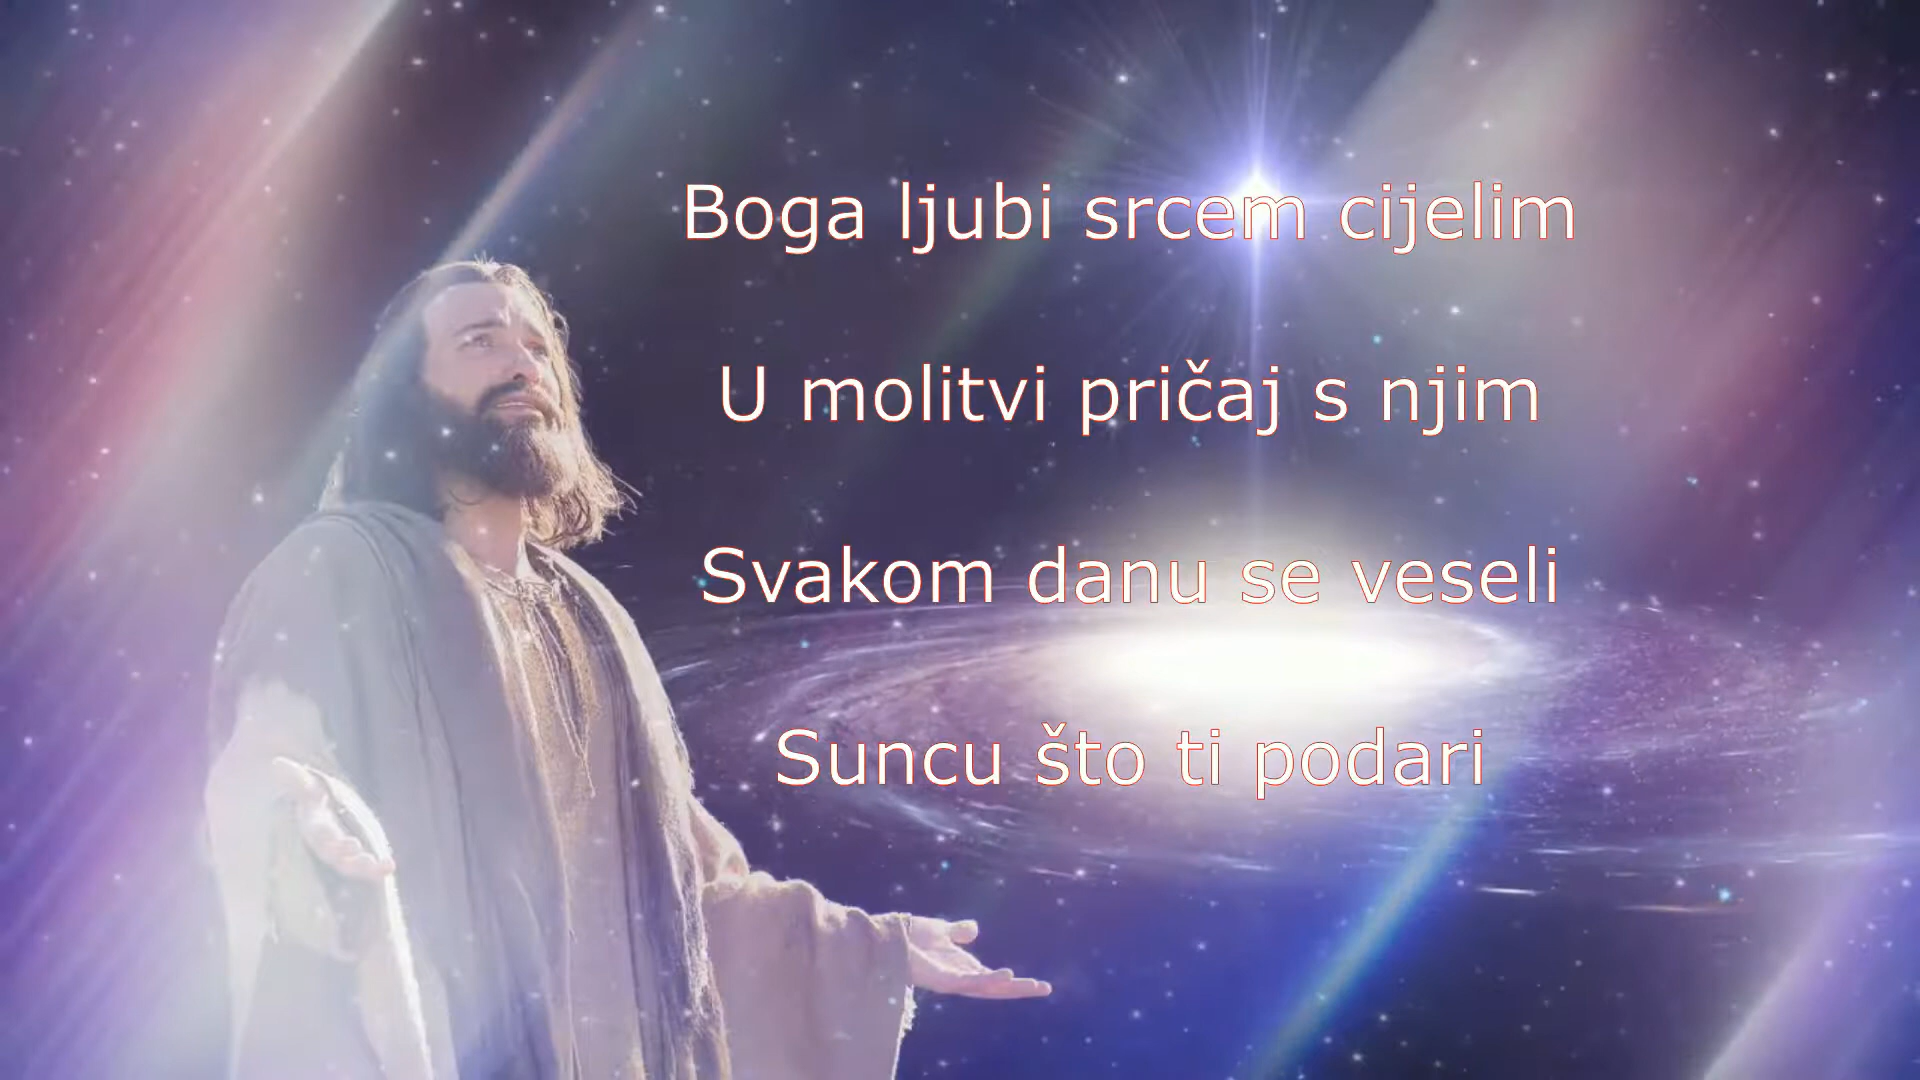 Boga ljubi srcem cijelim
U molitvi pričaj s njim
Svakom danu se veseli
Suncu što ti podari